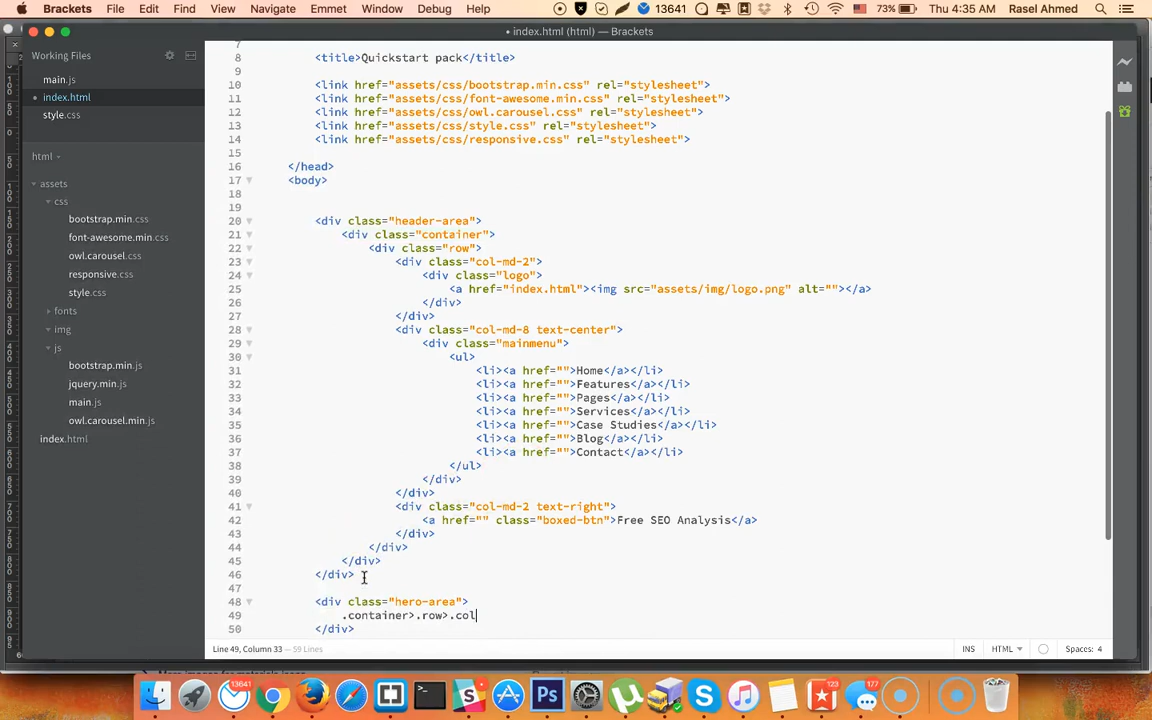 Brackets File Edit Find View Navigate Emmet Window Debug Help 13641 73% Thu 4:35 AM Rasel Ahmed
• index.html (html) — Brackets
Working Files
main.js
• index.html
style.css
html
assets
css
bootstrap.min.css
font-awesome.min.css
owl.carousel.css
responsive.css
style.css
fonts
img
js
bootstrap.min.js
jquery.min.js
main.js
owl.carousel.min.js
index.html
7
8 <title>Quickstart pack</title>
9
10 <link href="assets/css/bootstrap.min.css" rel="stylesheet">
11 <link href="assets/css/font-awesome.min.css" rel="stylesheet">
12 <link href="assets/css/owl.carousel.css" rel="stylesheet">
13 <link href="assets/css/style.css" rel="stylesheet">
14 <link href="assets/css/responsive.css" rel="stylesheet">
15
16 </head>
17 <body>
18
19
20 <div class="header-area">
21 <div class="container">
22 <div class="row">
23 <div class="col-md-2">
24 <div class="logo">
25 <a href="index.html"><img src="assets/img/logo.png" alt=""></a>
26 </div>
27 </div>
28 <div class="col-md-8 text-center">
29 <div class="mainmenu">
30 <ul>
31 <li><a href="">Home</a></li>
32 <li><a href="">Features</a></li>
33 <li><a href="">Pages</a></li>
34 <li><a href="">Services</a></li>
35 <li><a href="">Case Studies</a></li>
36 <li><a href="">Blog</a></li>
37 <li><a href="">Contact</a></li>
38 </ul>
39 </div>
40 </div>
41 <div class="col-md-2 text-right">
42 <a href="" class="boxed-btn">Free SEO Analysis</a>
43 </div>
44 </div>
45 </div>
46 </div>
47
48 <div class="hero-area">
49 .container>.row>.col
50 </div>
Line 49, Column 33 — 59 Lines INS HTML Spaces: 4
13641
Ps
177